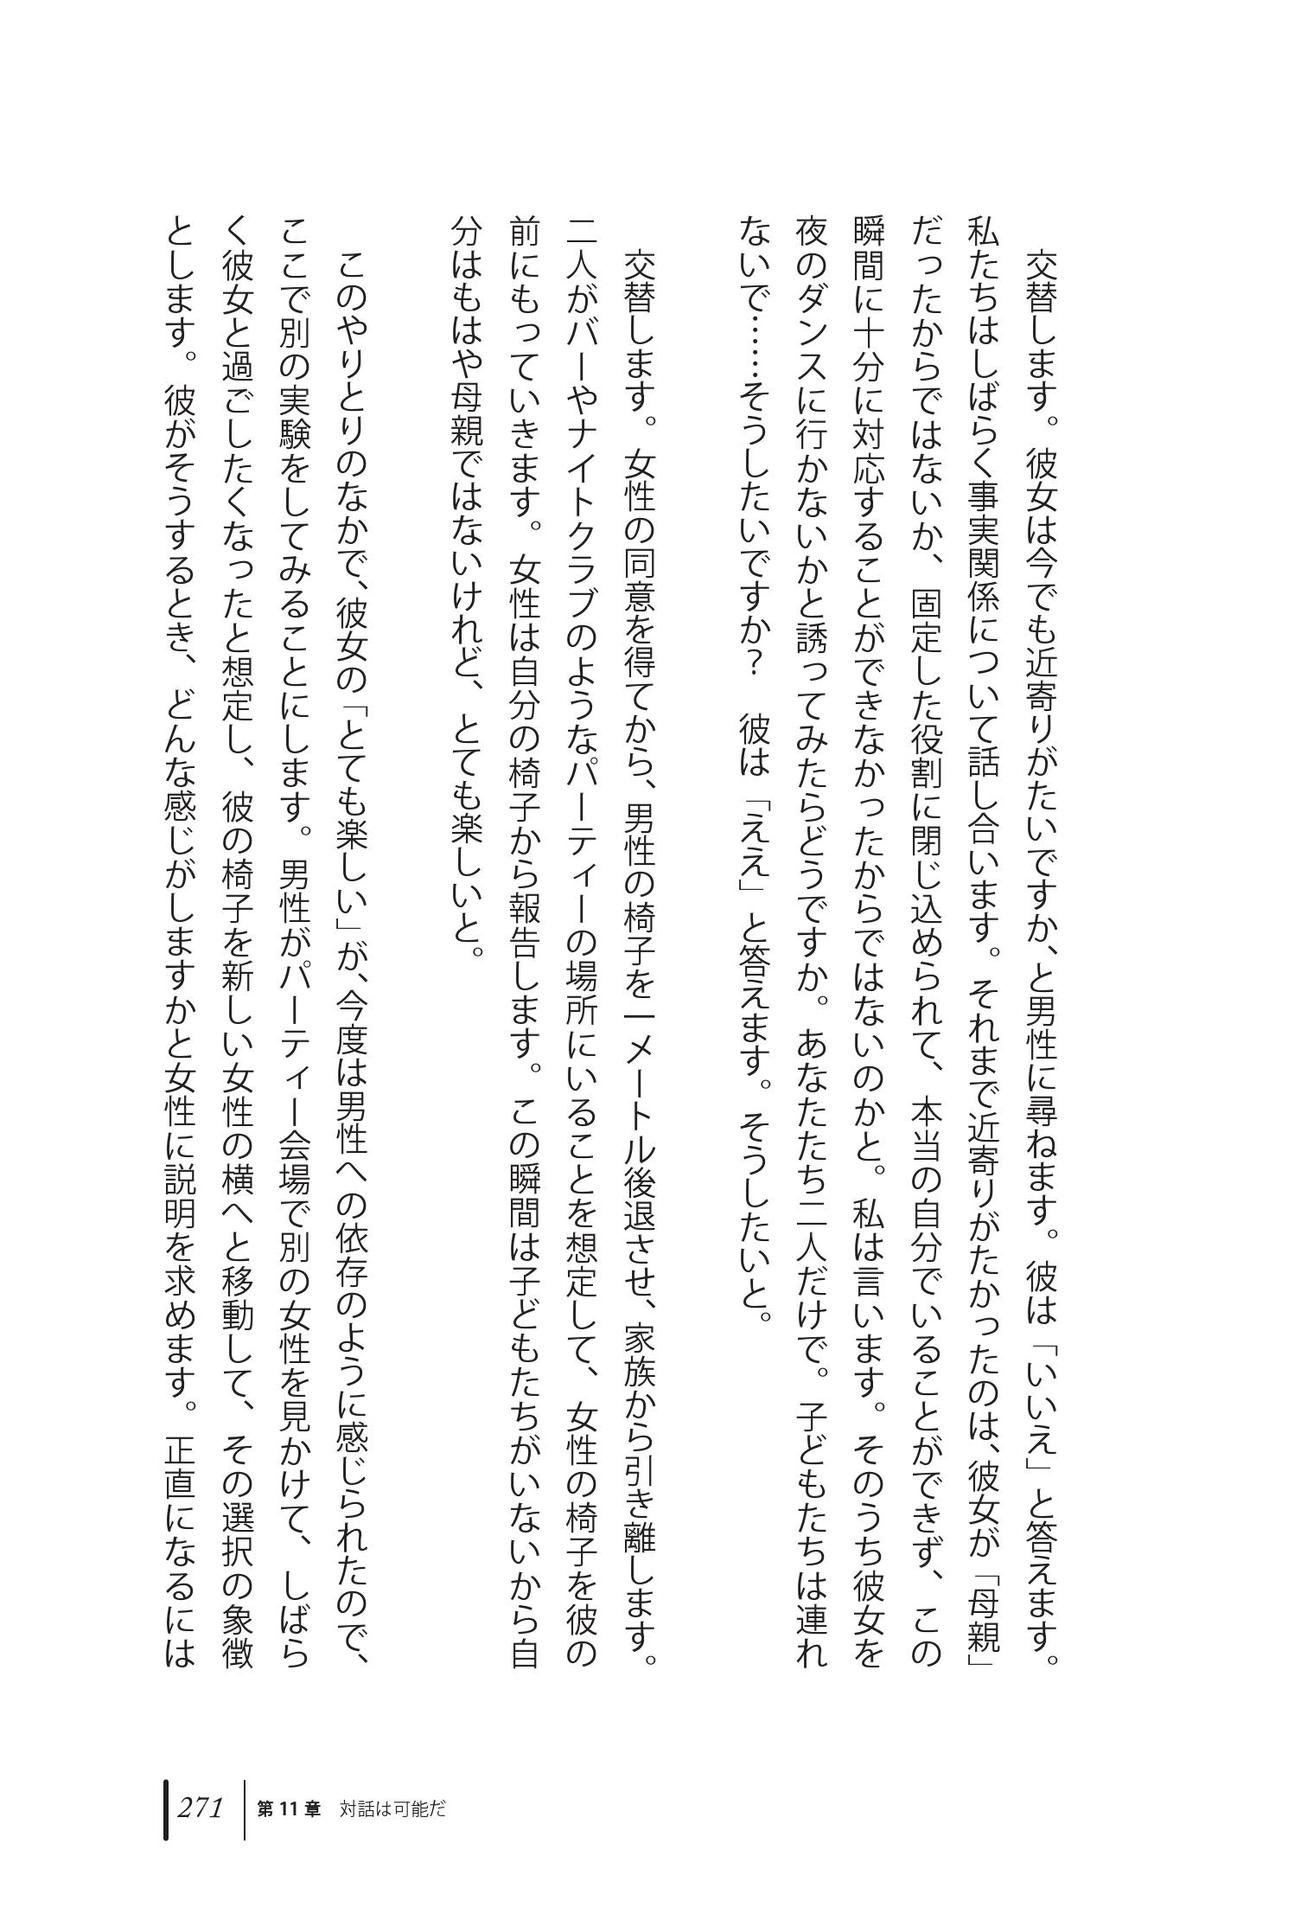 交替します。彼女は今でも近寄りがたいですか、と男性に尋ねます。彼は「いいえ」と答えます。
私たちはしばらく事実関係について話し合います。それまで近寄りがたかったのは、彼女が「母親」
だったからではないか、固定した役割に閉じ込められて、本当の自分でいることができず、この
瞬間に十分に対応することができなかったからではないのかと。私は言います。そのうち彼女を
夜のダンスに行かないかと誘ってみたらどうですか。あなたたち二人だけで。子どもたちは連れ
ないで……そうしたいですか？　彼は「ええ」と答えます。そうしたいと。
　交替します。女性の同意を得てから、男性の椅子を一メートル後退させ、家族から引き離します。
二人がバーやナイトクラブのようなパーティーの場所にいることを想定して、女性の椅子を彼の
前にもっていきます。女性は自分の椅子から報告します。この瞬間は子どもたちがいないから自
分はもはや母親ではないけれど、とても楽しいと。
　このやりとりのなかで、彼女の「とても楽しい」が、今度は男性への依存のように感じられたので、
ここで別の実験をしてみることにします。男性がパーティー会場で別の女性を見かけて、しばら
く彼女と過ごしたくなったと想定し、彼の椅子を新しい女性の横へと移動して、その選択の象徴
とします。彼がそうするとき、どんな感じがしますかと女性に説明を求めます。正直になるには
271 第11章　対話は可能だ